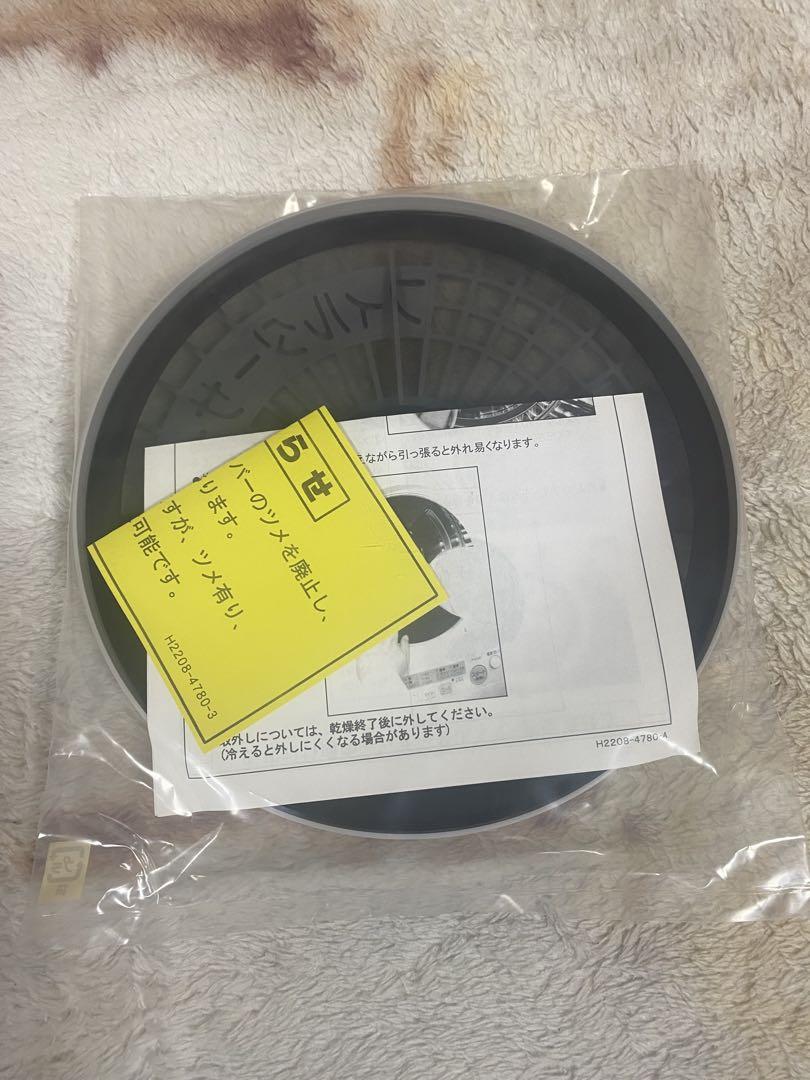 らせ
バーのツメを廃止し、
ります。
すが、ツメ有り、
可能です。
H2208-4780-3
えながら引っ張ると外れ易くなります。
外しについては、乾燥終了後に外してください。
(冷えると外しにくくなる場合があります)
H2208-4780-4